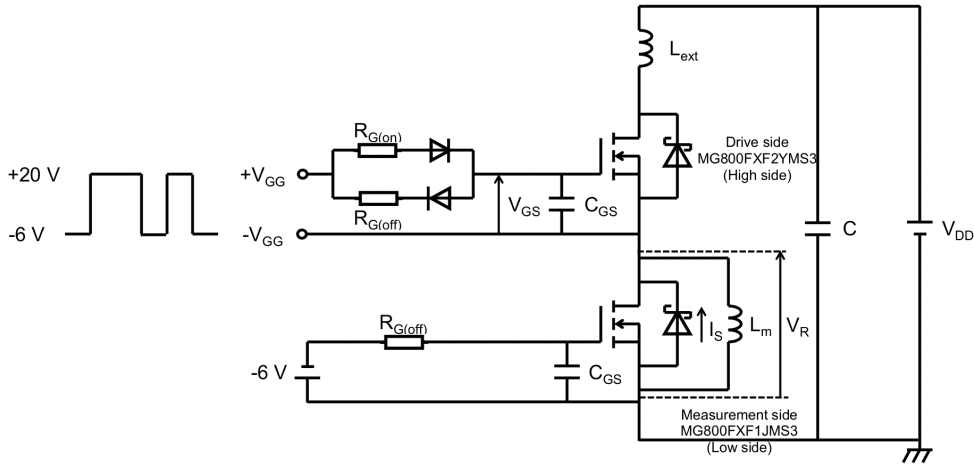 L_ext
R_G(on)
Drive side
MG800FXF2YMS3
(High side)
+20 V
+V_GG
R_G(off)
V_GS
C_GS
-6 V
-V_GG
C
V_DD
R_G(off)
I_S
L_m
V_R
-6 V
C_GS
Measurement side
MG800FXF1JMS3
(Low side)